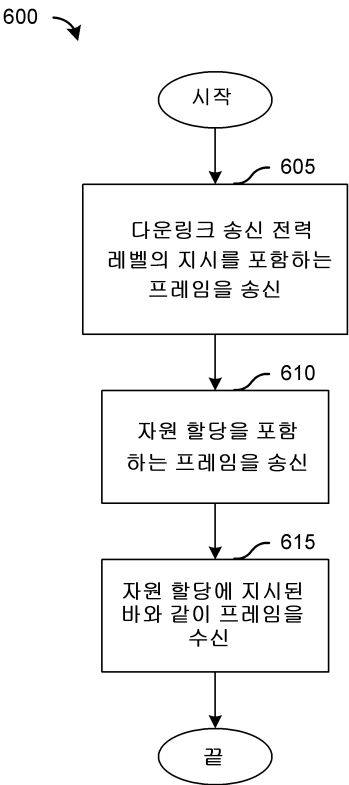 600
시작
605
다운링크 송신 전력
레벨의 지시를 포함하는
프레임을 송신
610
자원 할당을 포함
하는 프레임을 송신
615
자원 할당에 지시된
바와 같이 프레임을
수신
끝